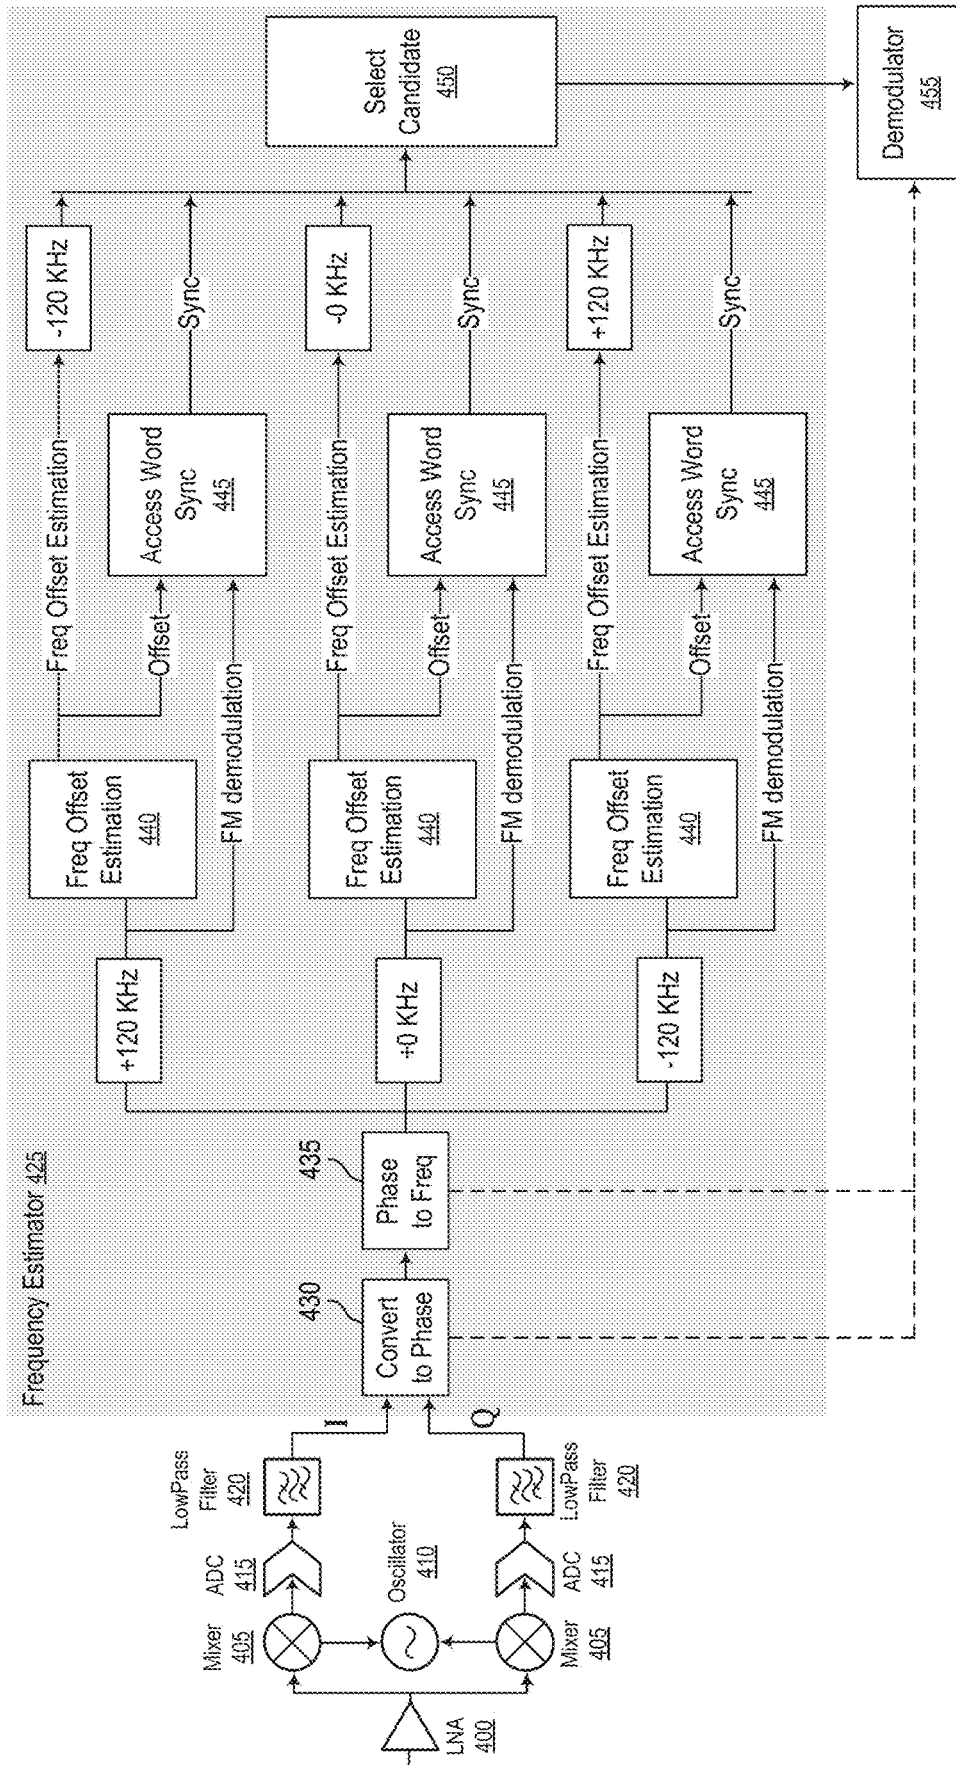 Frequency Estimator 425
LNA
400
Mixer
405
ADC
415
LowPass
Filter
420
Oscillator
410
Mixer
405
ADC
415
LowPass
Filter
420
I
Q
430
Convert
to Phase
435
Phase
to Freq
+120 KHz
Freq Offset
Estimation
440
Freq Offset Estimation
Offset
FM demodulation
Access Word
Sync
445
-120 KHz
Sync
+0 KHz
Freq Offset
Estimation
440
Freq Offset Estimation
Offset
FM demodulation
Access Word
Sync
445
-0 KHz
Sync
-120 KHz
Freq Offset
Estimation
440
Freq Offset Estimation
Offset
FM demodulation
Access Word
Sync
445
+120 KHz
Sync
Select
Candidate
450
Demodulator
455